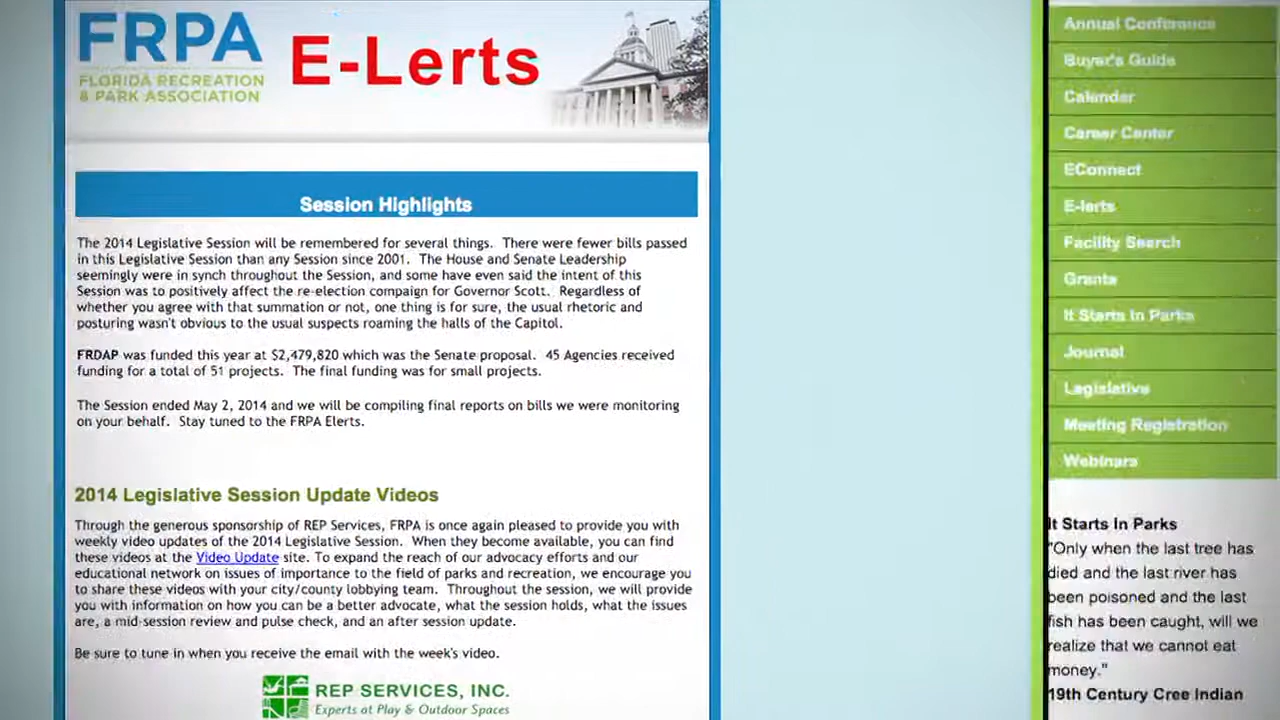 FRPA
FLORIDA RECREATION
& PARK ASSOCIATION
E-Lerts
Session Highlights
The 2014 Legislative Session will be remembered for several things. There were fewer bills passed
in this Legislative Session than any Session since 2001. The House and Senate Leadership
seemingly were in synch throughout the Session, and some have even said the intent of this
Session was to positively affect the re-election campaign for Governor Scott. Regardless of
whether you agree with that summation or not, one thing is for sure, the usual rhetoric and
posturing wasn't obvious to the usual suspects roaming the halls of the Capitol.
FRDAP was funded this year at $2,479,820 which was the Senate proposal. 45 Agencies received
funding for a total of 51 projects. The final funding was for small projects.
The Session ended May 2, 2014 and we will be compiling final reports on bills we were monitoring
on your behalf. Stay tuned to the FRPA Elerts.
2014 Legislative Session Update Videos
Through the generous sponsorship of REP Services, FRPA is once again pleased to provide you with
weekly video updates of the 2014 Legislative Session. When they become available, you can find
these videos at the Video Update site. To expand the reach of our advocacy efforts and our
educational network on issues of importance to the field of parks and recreation, we encourage you
to share these videos with your city/county lobbying team. Throughout the session, we will provide
you with information on how you can be a better advocate, what the session holds, what the issues
are, a mid-session review and pulse check, and an after session update.
Be sure to tune in when you receive the email with the week's video.
REP SERVICES, INC.
Experts at Play & Outdoor Spaces
Annual Conference
Buyer's Guide
Calendar
Career Center
EConnect
E-lerts
Facility Search
Grants
It Starts In Parks
Journal
Legislative
Meeting Registration
Webinars
It Starts In Parks
"Only when the last tree has
died and the last river has
been poisoned and the last
fish has been caught, will we
realize that we cannot eat
money."
19th Century Cree Indian